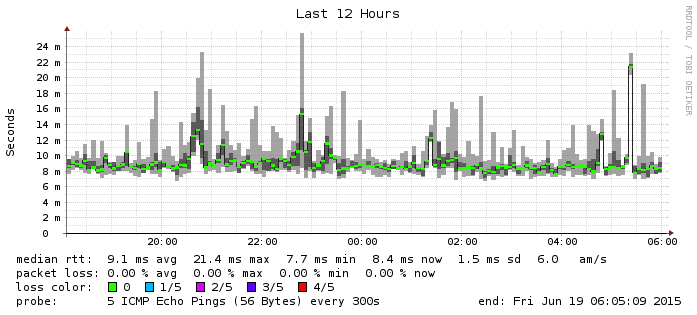 Last 12 Hours
RRDTOOL / TOBI OETIKER
Seconds
24 m
22 m
20 m
18 m
16 m
14 m
12 m
10 m
8 m
6 m
4 m
2 m
0
20:00 22:00 00:00 02:00 04:00 06:00
median rtt: 9.1 ms avg 21.4 ms max 7.7 ms min 8.4 ms now 1.5 ms sd 6.0 am/s
packet loss: 0.00 % avg 0.00 % max 0.00 % min 0.00 % now
loss color: 0 1/5 2/5 3/5 4/5
probe: 5 ICMP Echo Pings (56 Bytes) every 300s end: Fri Jun 19 06:05:09 2015